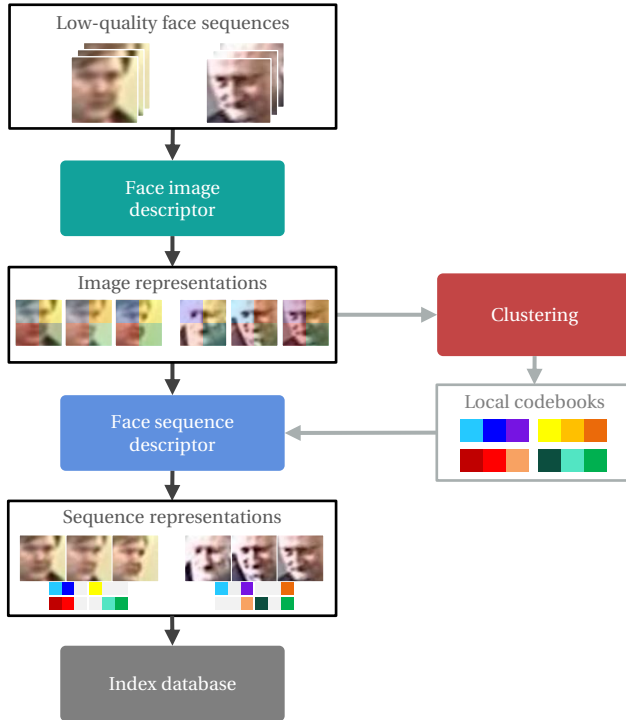 Low-quality face sequences
Face image
descriptor
Image representations
Clustering
Local codebooks
Face sequence
descriptor
Sequence representations
Index database